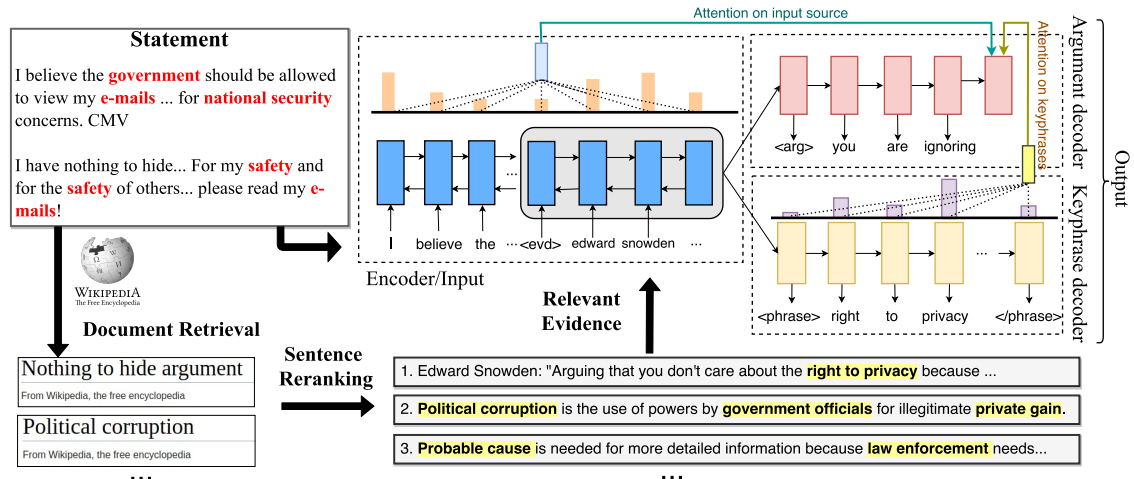 Statement
I believe the government should be allowed
to view my e-mails ... for national security
concerns. CMV
I have nothing to hide... For my safety and
for the safety of others... please read my e-
mails!
WIKIPEDIA
The Free Encyclopedia
Document Retrieval
Nothing to hide argument
From Wikipedia, the free encyclopedia
Political corruption
From Wikipedia, the free encyclopedia
...
Sentence
Reranking
1. Edward Snowden: "Arguing that you don't care about the right to privacy because ...
2. Political corruption is the use of powers by government officials for illegitimate private gain.
3. Probable cause is needed for more detailed information because law enforcement needs...
...
Relevant
Evidence
Encoder/Input
I believe the ... <evd> edward snowden ...
...
Attention on input source
Attention on keyphrases
<arg> you are ignoring
Argument decoder
...
<phrase> right to privacy </phrase>
Keyphrase decoder
Output